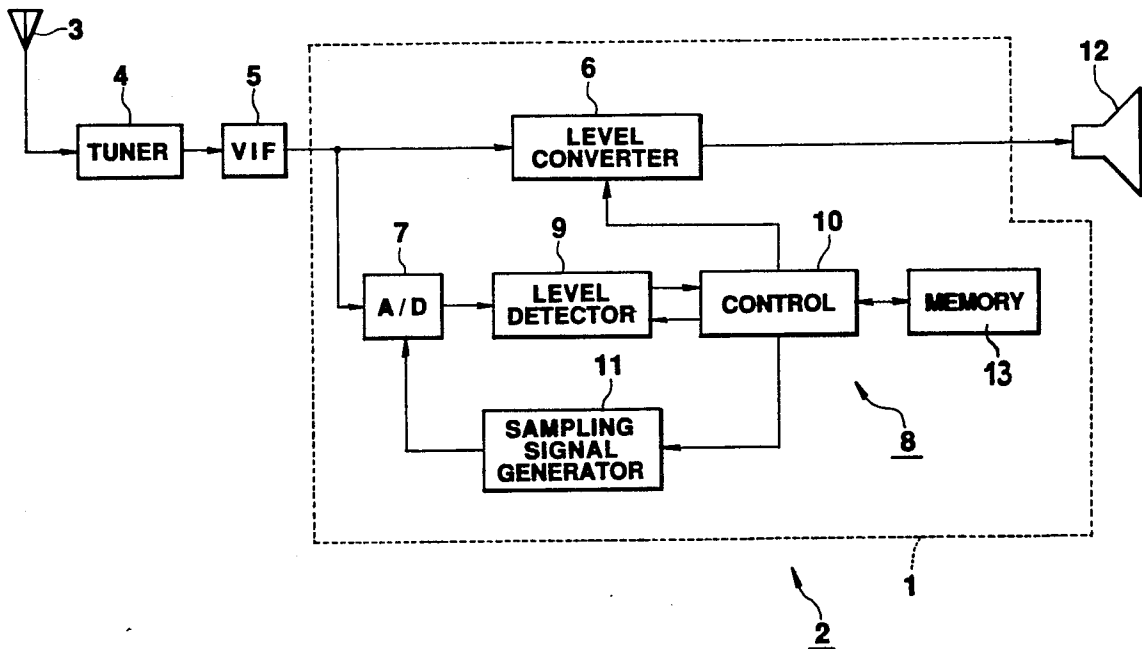 3
12
4
5
6
TUNER
VIF
LEVEL
CONVERTER
7
9
10
A/D
LEVEL
DETECTOR
CONTROL
MEMORY
13
11
SAMPLING
SIGNAL
GENERATOR
8
1
2